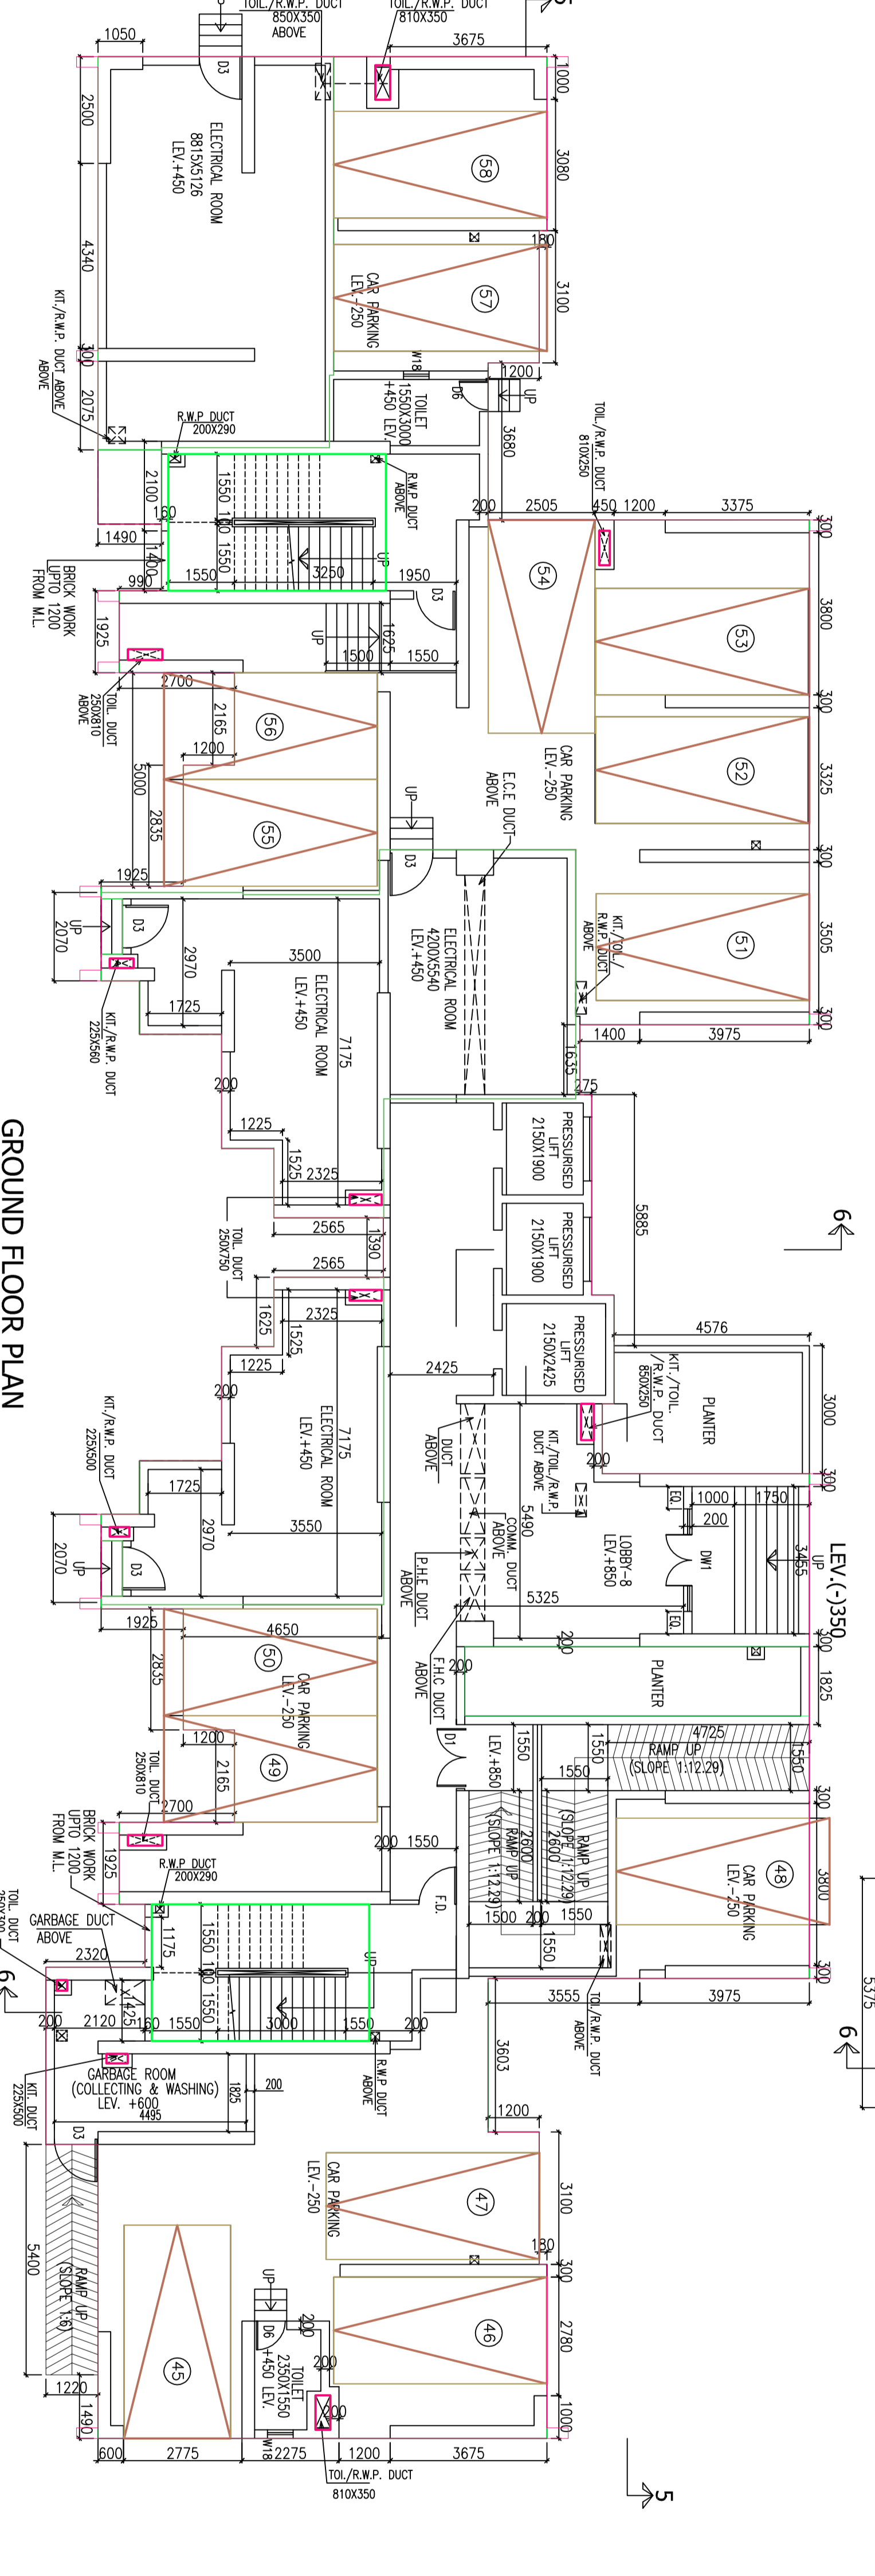 GROUND FLOOR PLAN
TOIL./R.W.P. DUCT
850X350
ABOVE
TOIL./R.W.P. DUCT
810X350
3675
1050
D3
1000
2500
ELECTRICAL ROOM
8815X5126
LEV.+450
58
3080
180
4340
57
CAR PARKING
LEV.-250
3100
KIT./R.W.P. DUCT ABOVE
ABOVE
300
2075
W18
TOILET
1550X3000
+450 LEV.
D6
UP
1200
3680
R.W.P DUCT
200X290
R.W.P DUCT
ABOVE
TOIL./R.W.P. DUCT
810X250
2100
160
1490
1400
990
1550
1550
1550
3250
UP
1950
200
2505
450
1200
3375
300
BRICK WORK
UPTO 1200
FROM M.L.
D3
54
53
3800
1925
UP
1500
1625
1550
300
2700
TOIL. DUCT
250X810
ABOVE
2165
56
1200
5000
2835
55
52
3325
CAR PARKING
LEV.-250
E.C.E DUCT
ABOVE
UP
D3
300
1925
2070
UP
D3
2970
3500
ELECTRICAL ROOM
4200X5540
LEV.+450
KIT./TOIL./
R.W.P. DUCT
ABOVE
51
3505
300
1725
KIT./R.W.P. DUCT
225X560
ELECTRICAL ROOM
LEV.+450
7175
1635
1400
3975
200
275
1225
1525
2325
PRESSURISED
LIFT
2150X1900
5885
2565
TOIL. DUCT
250X750
1390
PRESSURISED
LIFT
2150X1900
6
2565
1625
1525
2325
1225
PRESSURISED
LIFT
2150X2425
4576
200
2425
KIT./TOIL.
/R.W.P. DUCT
850X250
PLANTER
3000
KIT./R.W.P. DUCT
225X500
ELECTRICAL ROOM
LEV.+450
7175
DUCT
ABOVE
KIT./TOIL./R.W.P.
DUCT ABOVE
200
300
1725
3550
5490
EQ.
1000
1750
200
2970
D3
UP
2070
COMM. DUCT
ABOVE
P.H.E DUCT
ABOVE
LOBBY-8
LEV.+850
DW1
UP
3455
LEV.(-)350
5325
EQ.
1925
4650
F.H.C DUCT
ABOVE
200
200
300
50
2835
CAR PARKING
LEV.-250
PLANTER
1825
1200
49
2165
D1
LEV.+850
1550
1550
1550
4725
RAMP UP
(SLOPE 1:12.29)
1550
TOIL. DUCT
250X810
2700
RAMP UP
(SLOPE 1:12.29)
2600
RAMP UP
(SLOPE 1:12.29)
2600
300
BRICK WORK
UPTO 1200
FROM M.L.
1925
200
1550
48
CAR PARKING
LEV.-250
3800
R.W.P DUCT
200X290
F.D.
1500
200
1550
1550
GARBAGE DUCT
ABOVE
2320
1175
1550
UP
300
5375
1425
1550
TOI./R.W.P. DUCT
ABOVE
3555
3975
6
200
2120
160
1550
3000
1550
200
6
KIT. DUCT
225X500
GARBAGE ROOM
(COLLECTING & WASHING)
LEV. +600
4495
1825
200
R.W.P DUCT
ABOVE
3603
1200
D3
CAR PARKING
LEV.-250
47
3100
RAMP UP
(SLOPE 1:6)
5400
180
300
UP
200
D6
46
2780
45
TOILET
2350X1550
+450 LEV.
200
1220
1490
200
1000
W18
600
2775
2275
1200
3675
TOI./R.W.P. DUCT
810X350
5